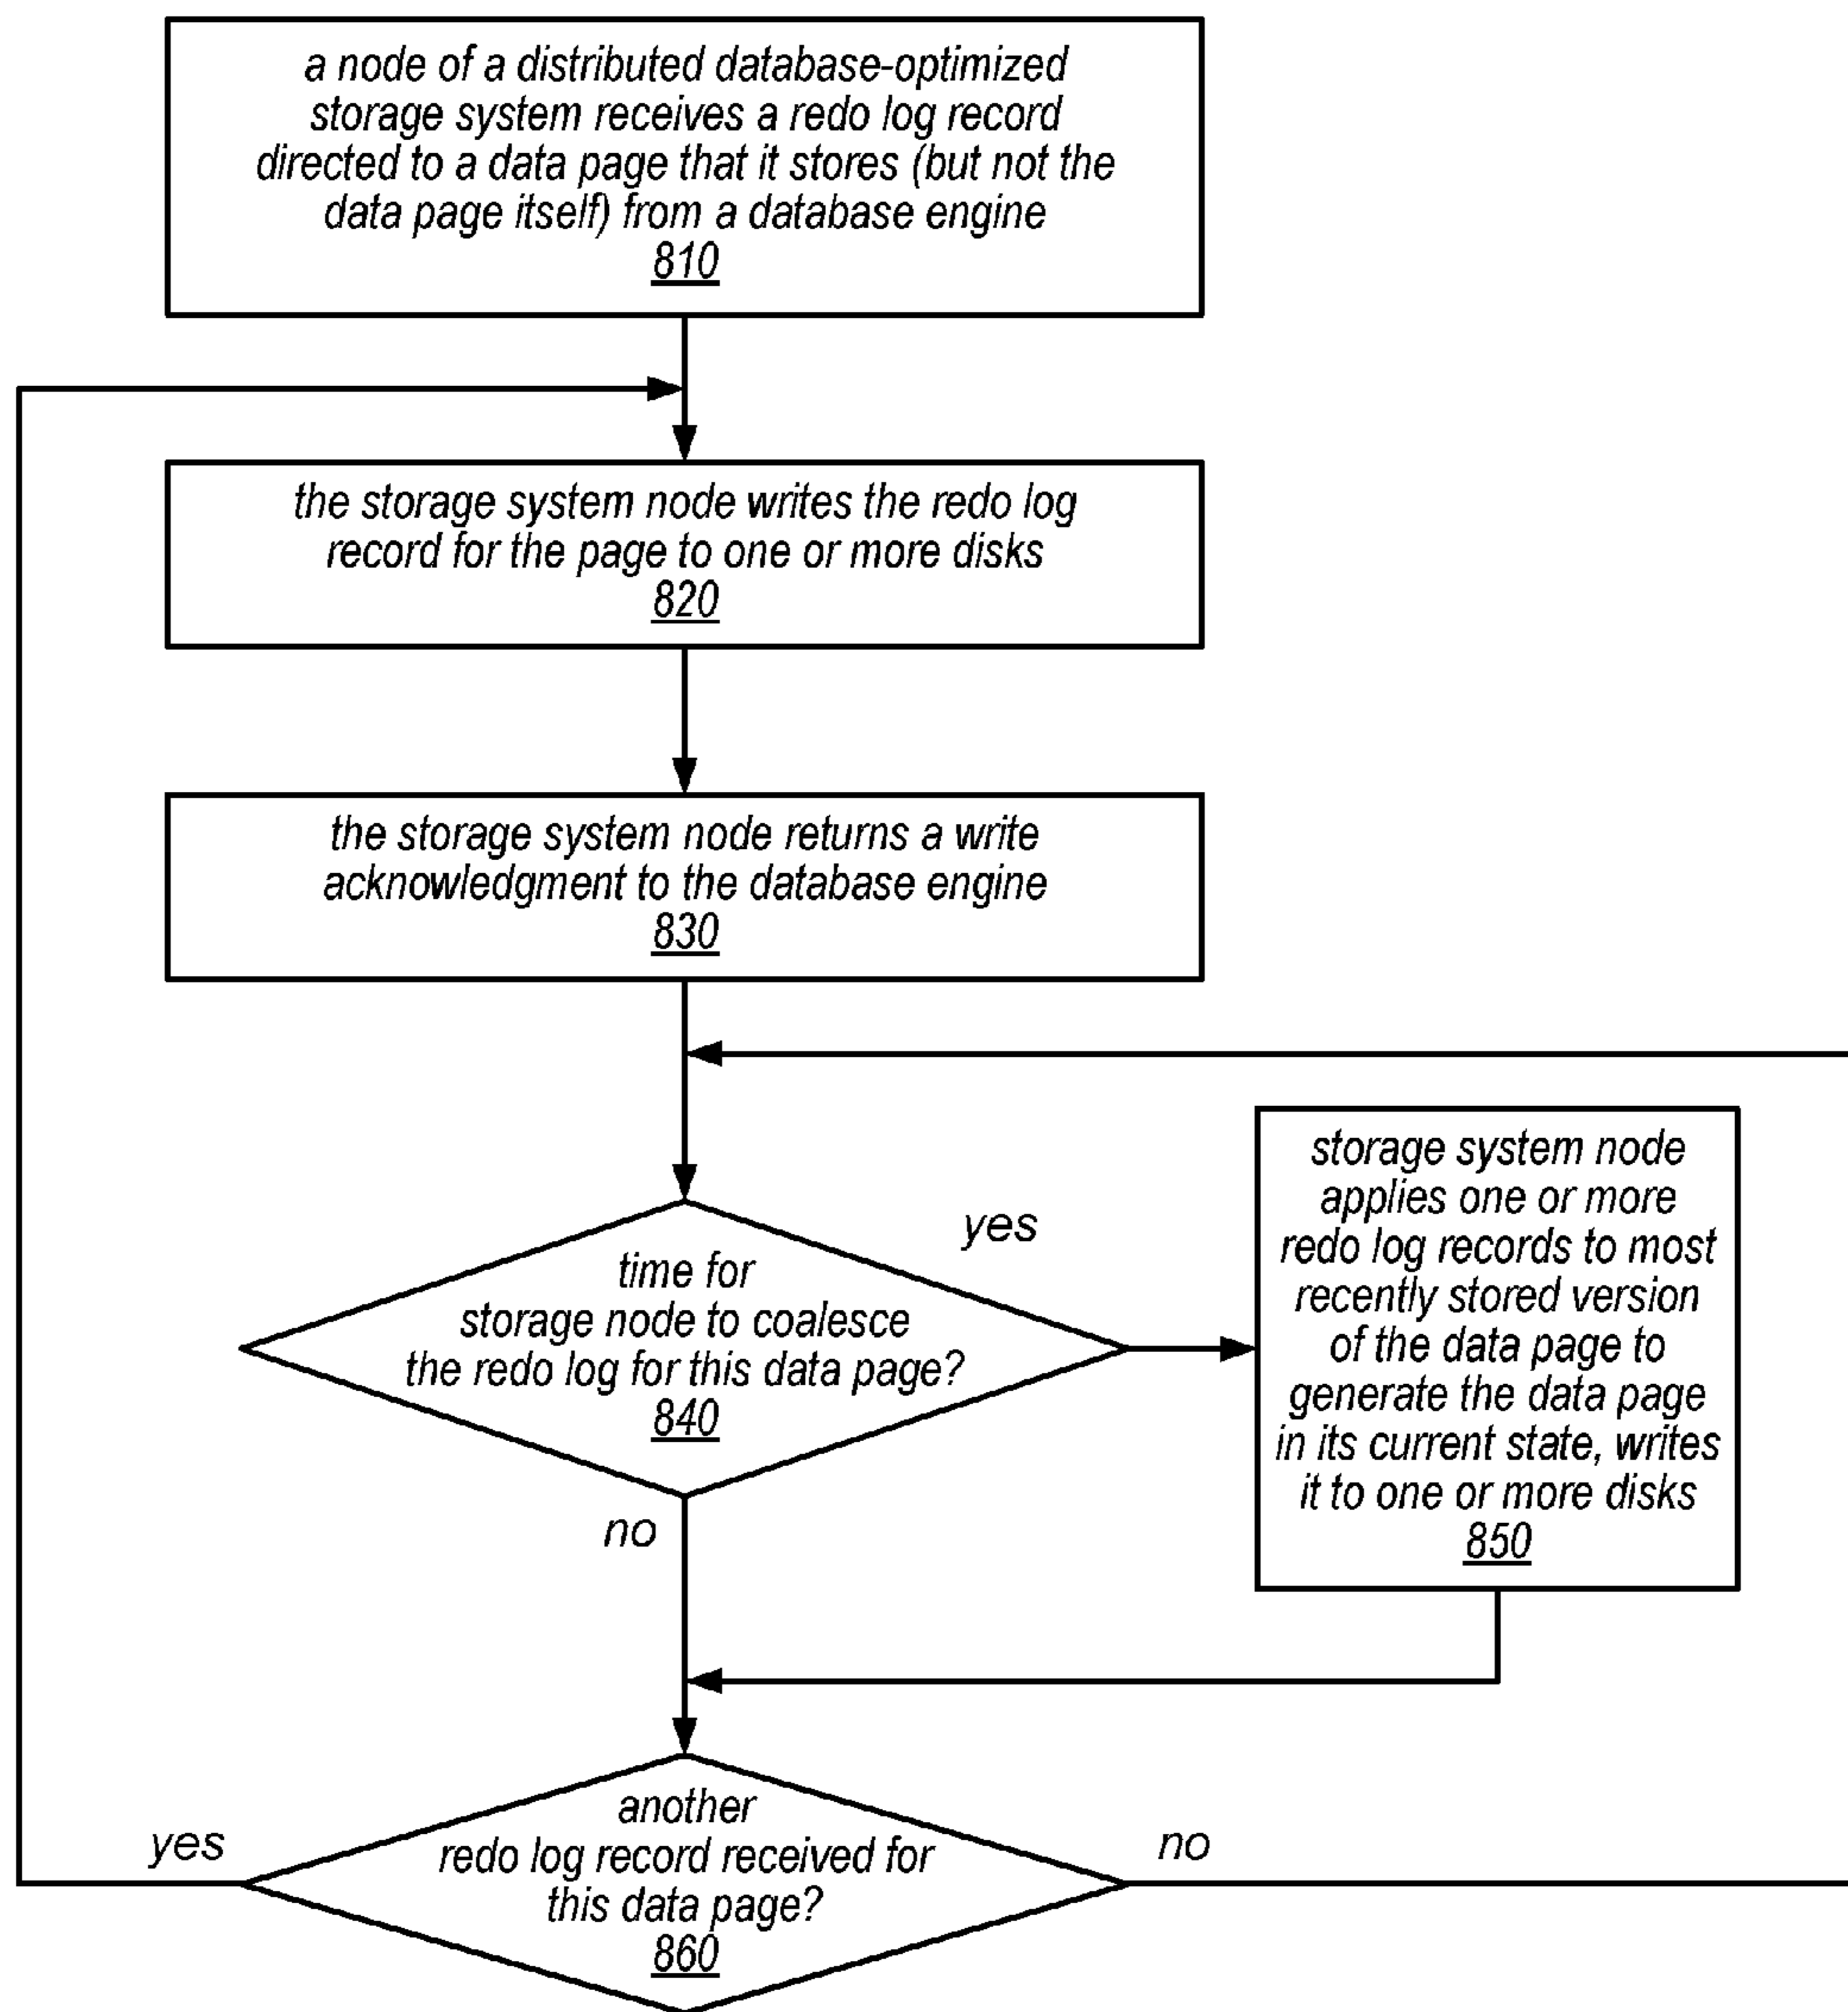 a node of a distributed database-optimized
storage system receives a redo log record
directed to a data page that it stores (but not the
data page itself) from a database engine
810
the storage system node writes the redo log
record for the page to one or more disks
820
the storage system node returns a write
acknowledgment to the database engine
830
yes
time for
storage node to coalesce
the redo log for this data page?
840
no
storage system node
applies one or more
redo log records to most
recently stored version
of the data page to
generate the data page
in its current state, writes
it to one or more disks
850
yes
another
redo log record received for
this data page?
860
no